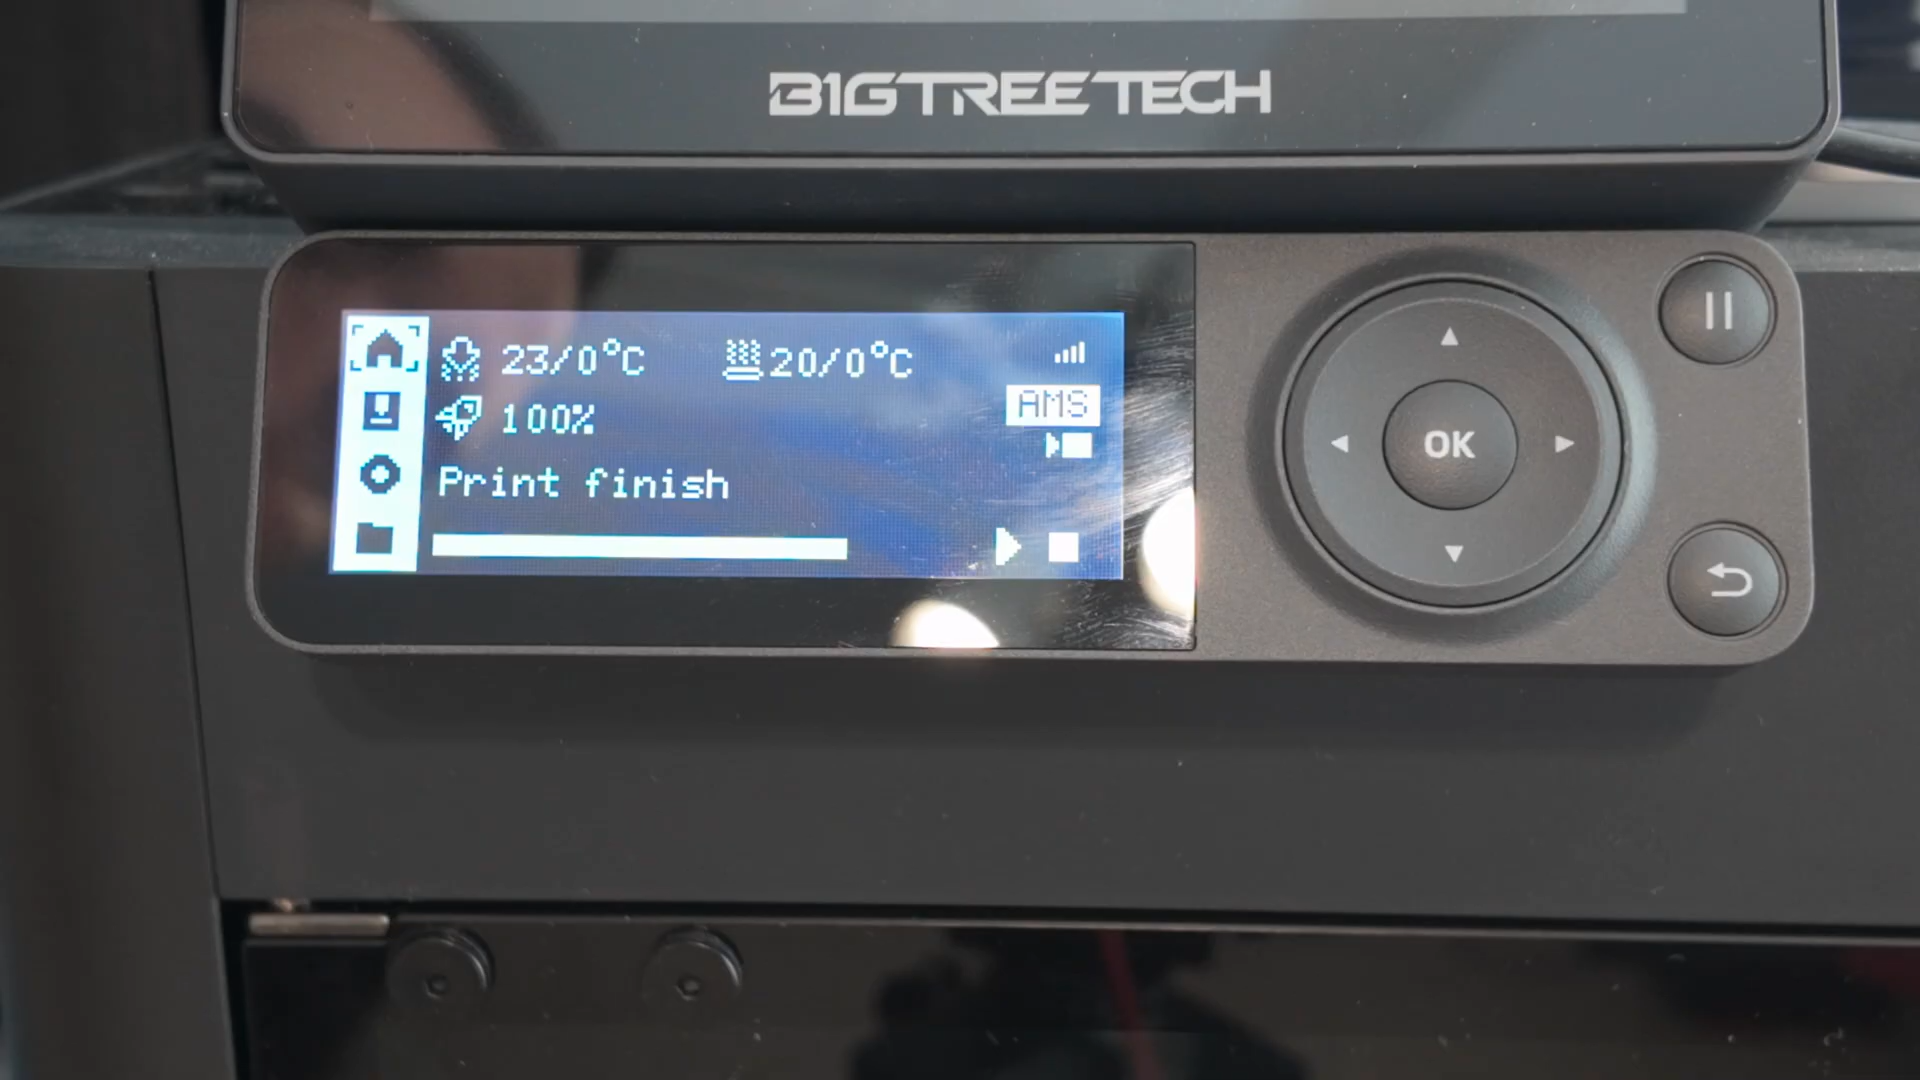 BIGTREETECH
23/0°C 20/0°C
AMS
100%
Print finish
OK